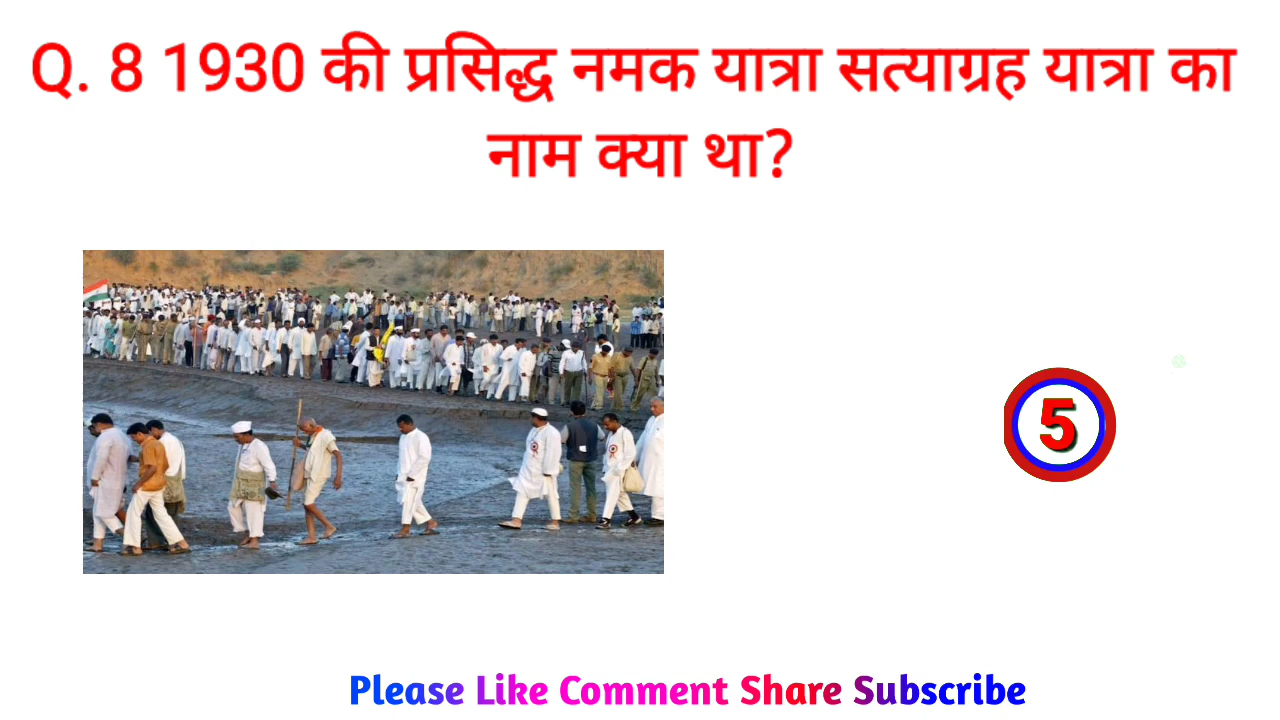 Q. 8 1930 की प्रसिद्ध नमक यात्रा सत्याग्रह यात्रा का
नाम क्या था?
5
Please Like Comment Share Subscribe